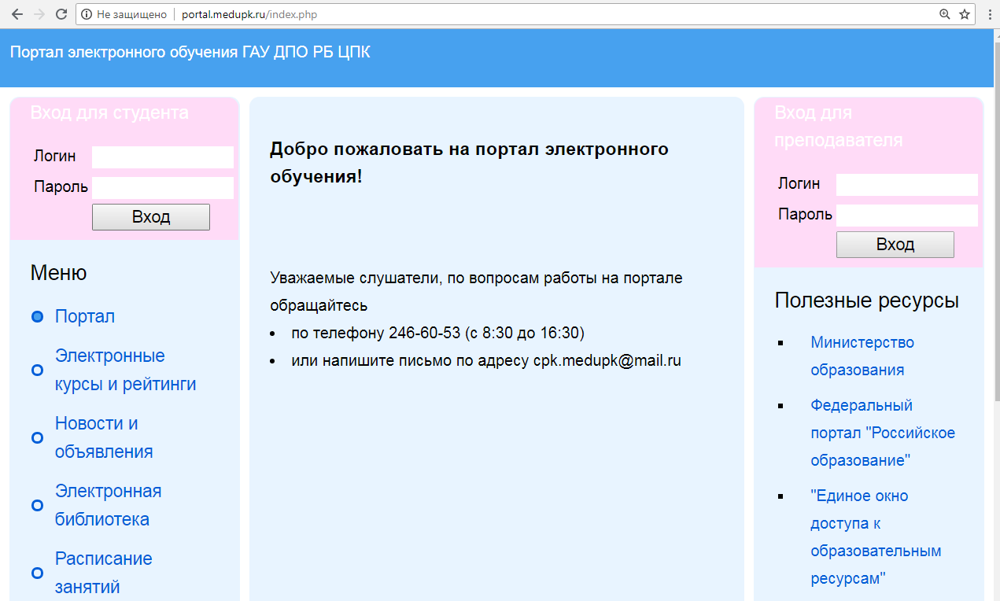 Не защищено portal.medupk.ru/index.php
Портал электронного обучения ГАУ ДПО РБ ЦПК
Вход для студента
Логин
Пароль
Вход
Меню
Портал
Электронные
курсы и рейтинги
Новости и
объявления
Электронная
библиотека
Расписание
занятий
Добро пожаловать на портал электронного
обучения!
Уважаемые слушатели, по вопросам работы на портале
обращайтесь
• по телефону 246-60-53 (с 8:30 до 16:30)
• или напишите письмо по адресу cpk.medupk@mail.ru
Вход для
преподавателя
Логин
Пароль
Вход
Полезные ресурсы
Министерство
образования
Федеральный
портал "Российское
образование"
"Единое окно
доступа к
образовательным
ресурсам"